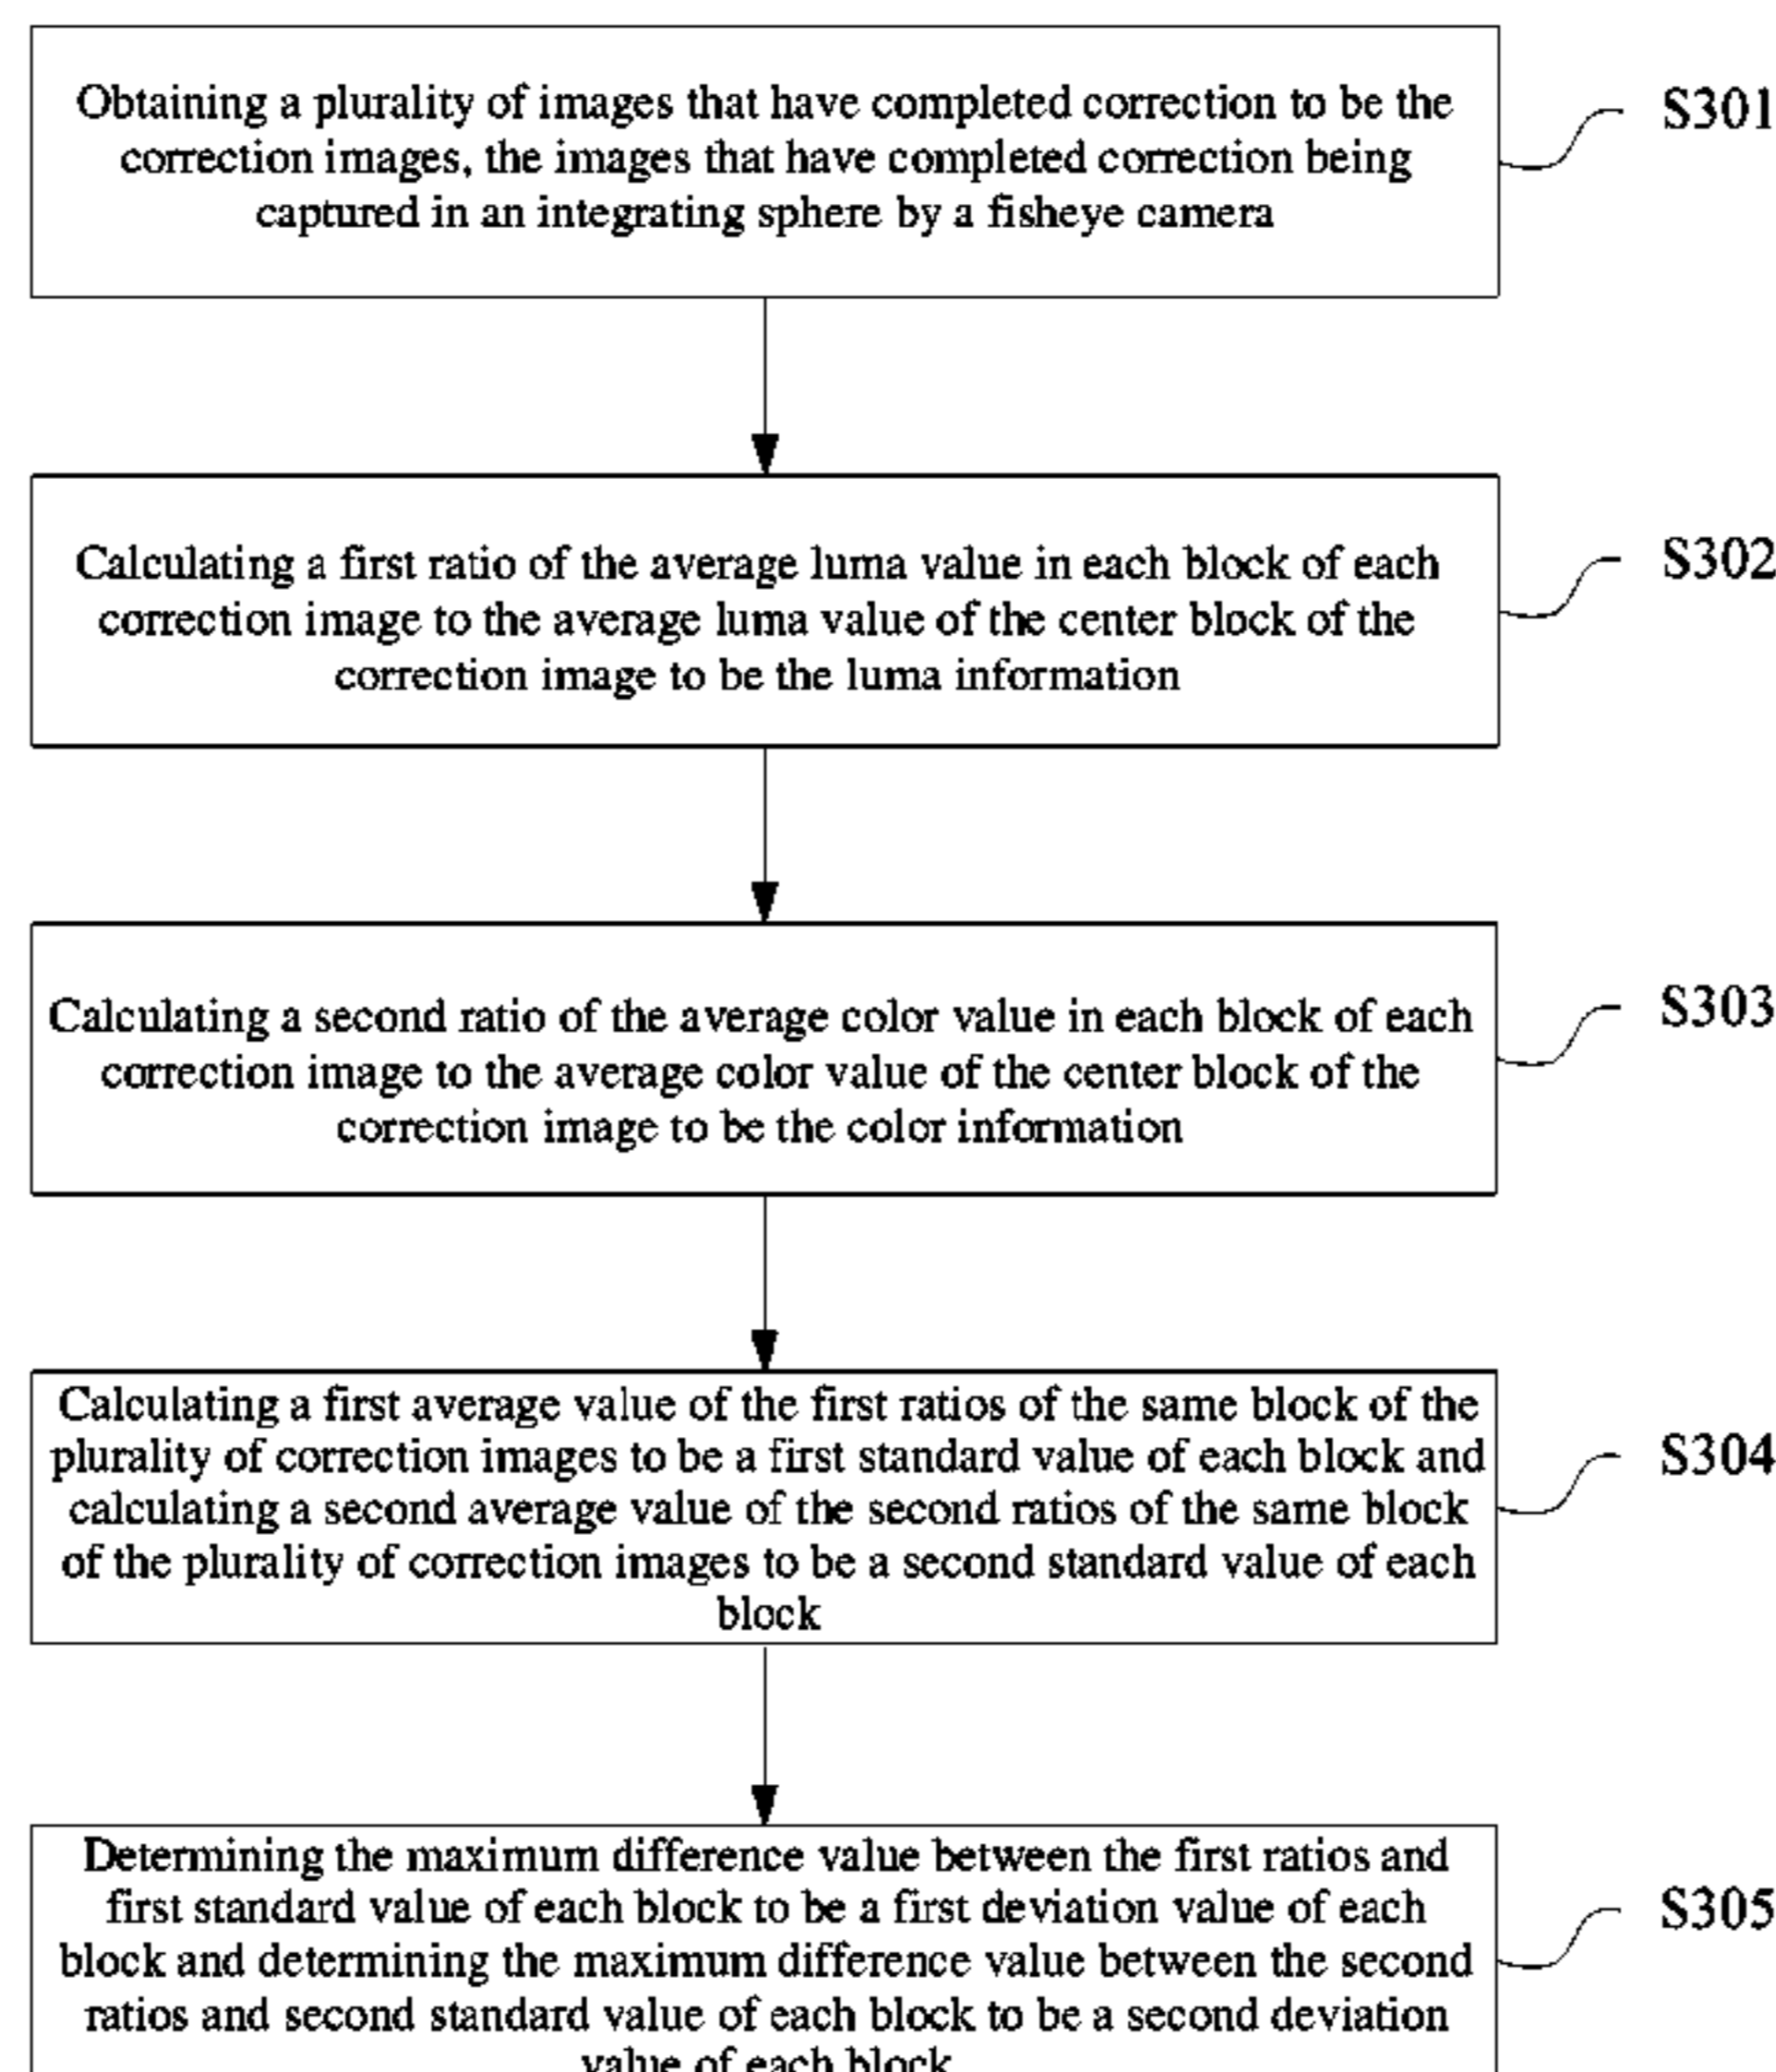 Obtaining a plurality of images that have completed correction to be the
correction images, the images that have completed correction being
captured in an integrating sphere by a fisheye camera
S301
Calculating a first ratio of the average luma value in each block of each
correction image to the average luma value of the center block of the
correction image to be the luma information
S302
Calculating a second ratio of the average color value in each block of each
correction image to the average color value of the center block of the
correction image to be the color information
S303
Calculating a first average value of the first ratios of the same block of the
plurality of correction images to be a first standard value of each block and
calculating a second average value of the second ratios of the same block
of the plurality of correction images to be a second standard value of each
block
S304
Determining the maximum difference value between the first ratios and
first standard value of each block to be a first deviation value of each
block and determining the maximum difference value between the second
ratios and second standard value of each block to be a second deviation
value of each block
S305